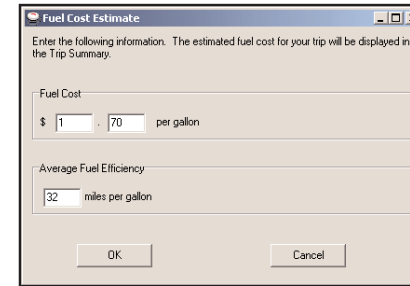 Fuel Cost Estimate
Enter the following information. The estimated fuel cost for your trip will be displayed in
the Trip Summary.
Fuel Cost
$ 1 . 70 per gallon
Average Fuel Efficiency
32 miles per gallon
OK Cancel